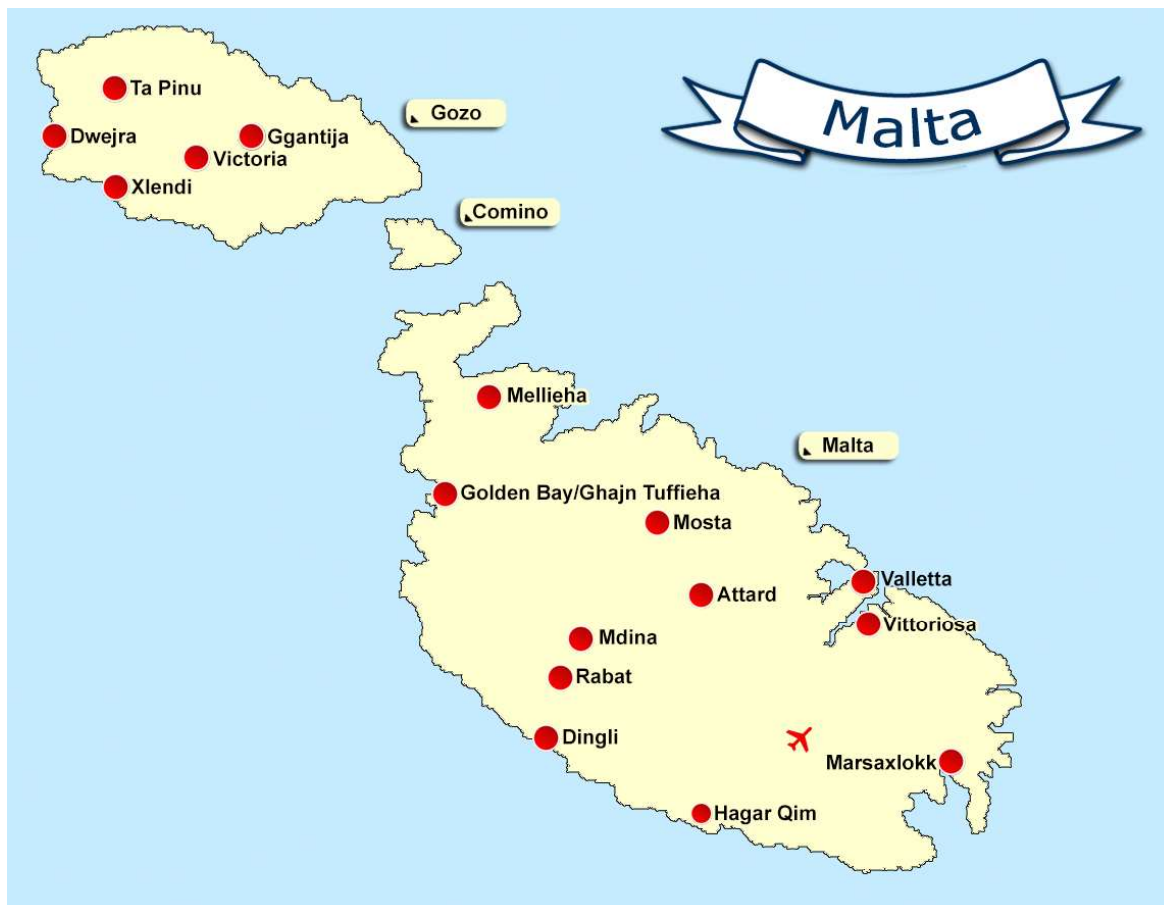 Malta
Ta Pinu
Gozo
Dwejra
Ggantija
Victoria
Xlendi
Comino
Mellieha
Malta
Golden Bay/Ghajn Tuffieha
Mosta
Valletta
Attard
Vittoriosa
Mdina
Rabat
Dingli
Marsaxlokk
Hagar Qim